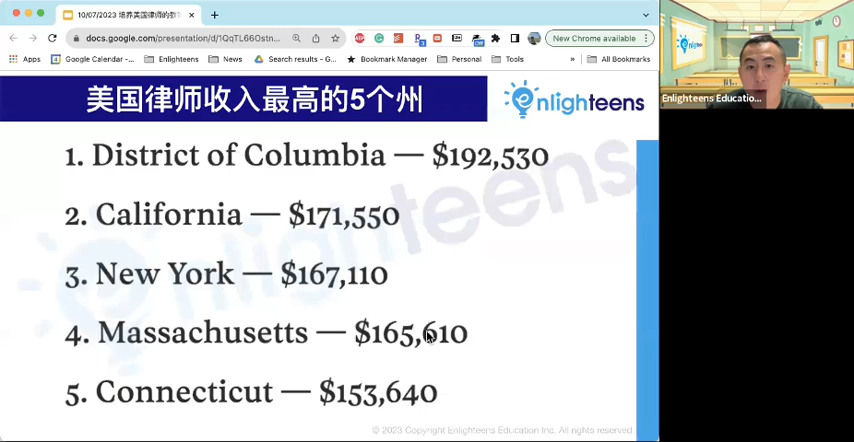 10/07/2023 培养美国律师的教
docs.google.com/presentation/d/1QqTL66Ostn...
New Chrome available
Apps
Google Calendar -...
Enlighteens
News
Search results - G...
Bookmark Manager
Personal
Tools
»
All Bookmarks
美国律师收入最高的5个州
enlighteens
1. District of Columbia — $192,530
2. California — $171,550
3. New York — $167,110
4. Massachusetts — $165,610
5. Connecticut — $153,640
© 2023 Copyright Enlighteens Education Inc. All rights reserved
Enlighteens Educatio...